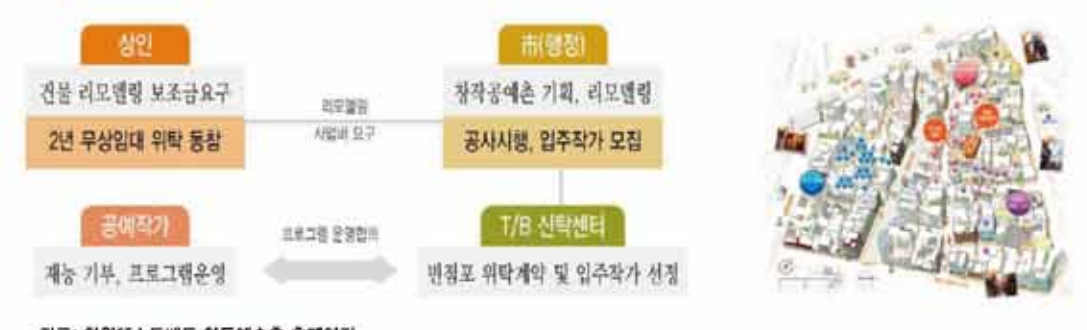 상인
건물 리모델링 보조금요구
2년 무상임대 위탁 동참
리모델링
사업비 요구
市(행정)
창작공예촌 기획, 리모델링
공사시행, 입주작가 모집
공예작가
재능 기부, 프로그램운영
프로그램 운영협의
T/B 신탁센터
빈점포 위탁계약 및 입주작가 선정